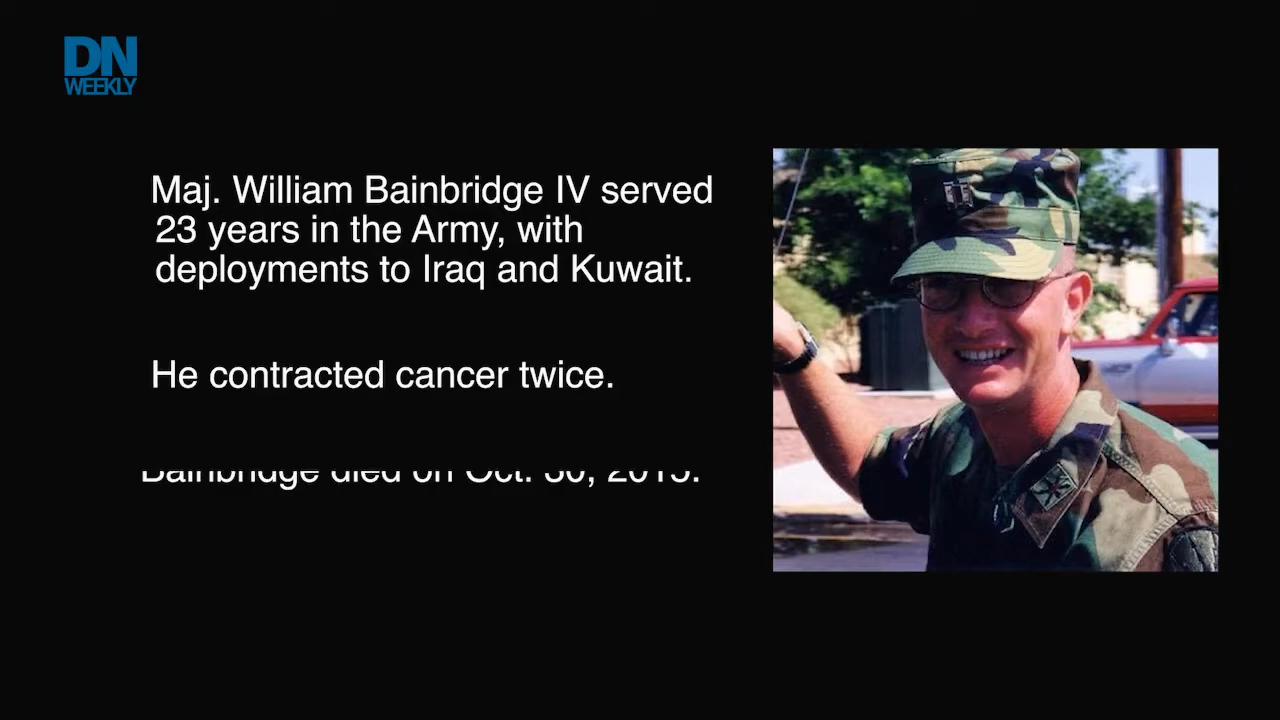 DN
WEEKLY
Maj. William Bainbridge IV served
23 years in the Army, with
deployments to Iraq and Kuwait.
He contracted cancer twice.
Bainbridge died on Oct. 30,